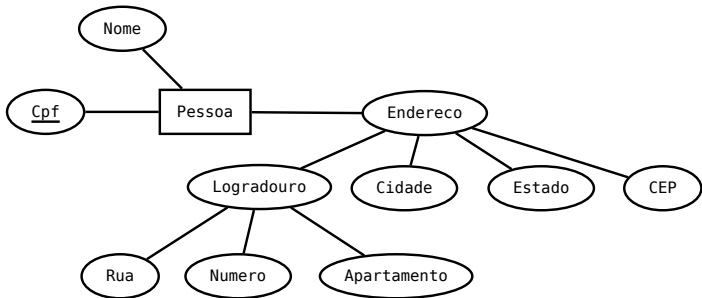 Nome
Cpf
Pessoa
Endereco
Logradouro
Cidade
Estado
CEP
Rua
Numero
Apartamento